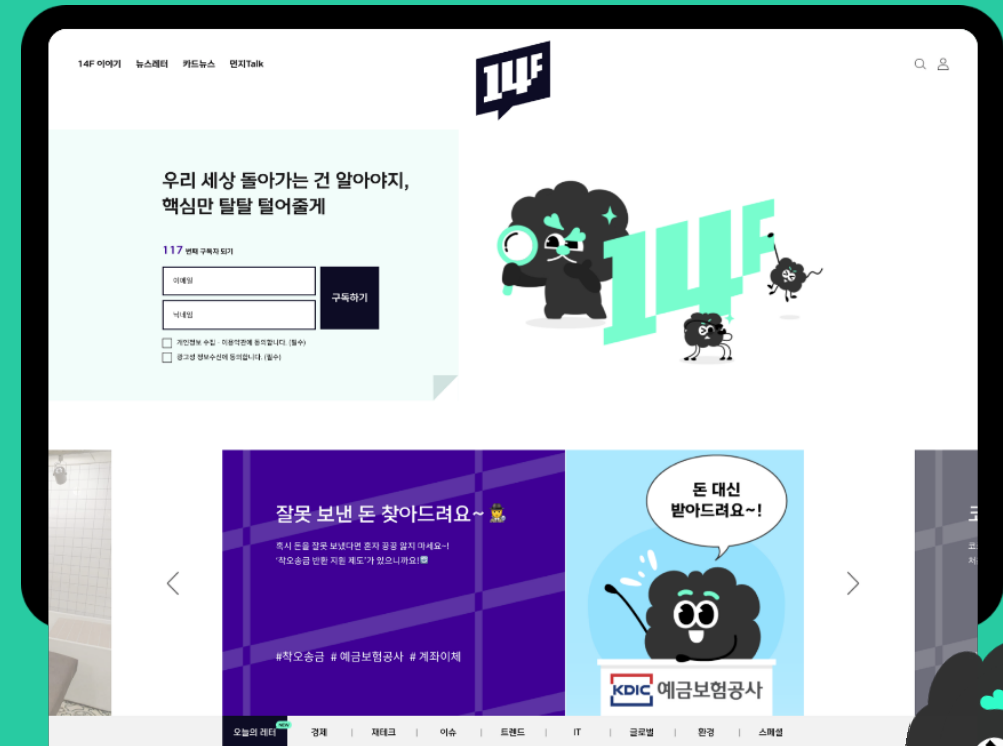 14F 이야기 뉴스레터 카드뉴스 먼지Talk
14F
우리 세상 돌아가는 건 알아야지,
핵심만 탈탈 털어줄게
117 번째 구독자 되기
이메일
닉네임
구독하기
개인정보 수집 · 이용약관에 동의합니다. (필수)
광고성 정보수신에 동의합니다. (필수)
14F
잘못 보낸 돈 찾아드려요~
혹시 돈을 잘못 보냈다면 혼자 끙끙 앓지 마세요~!
'착오송금 반환 지원 제도'가 있으니까요!
#착오송금 # 예금보험공사 # 계좌이체
돈 대신
받아드려요~!
KDIC 예금보험공사
오늘의 레터 NEW 경제 | 재테크 | 이슈 | 트렌드 | IT | 글로벌 | 환경 | 스페셜